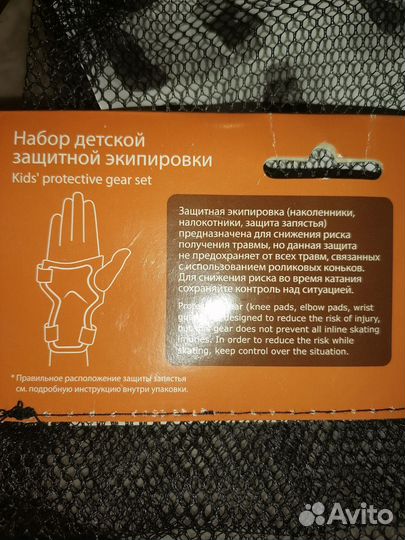 Набор детской
защитной экипировки
Kids' protective gear set
Защитная экипировка (наколенники,
налокотники, защита запястья)
предназначена для снижения риска
получения травмы, но данная защита
не предохраняет от всех травм, связанных
с использованием роликовых коньков.
Для снижения риска во время катания
сохраняйте контроль над ситуацией.
gear (knee pads, elbow pads, wrist
designed to reduce the risk of injury,
gear does not prevent all inline skating
injuries. In order to reduce the risk while
skating, keep control over the situation.
* Правильное расположение защиты запястья
см. подробную инструкцию внутри упаковки.
Avito